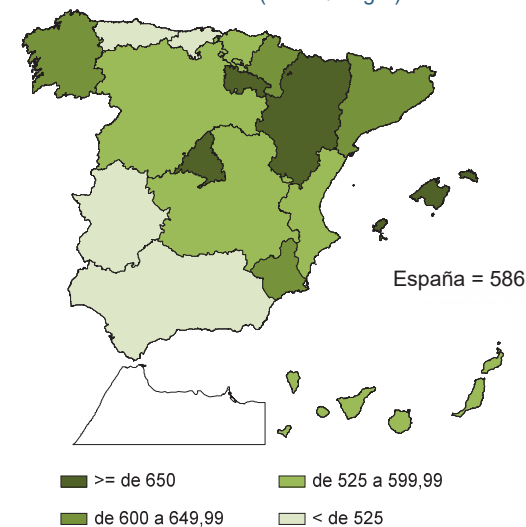 España = 586
>= de 650
de 525 a 599,99
de 600 a 649,99
< de 525